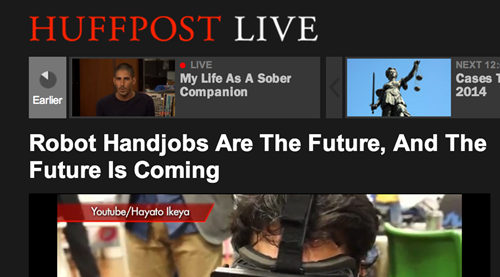 HUFFPOST LIVE
Earlier
LIVE
My Life As A Sober
Companion
NEXT 12:
Cases T
2014
Robot Handjobs Are The Future, And The
Future Is Coming
Youtube/Hayato Ikeya